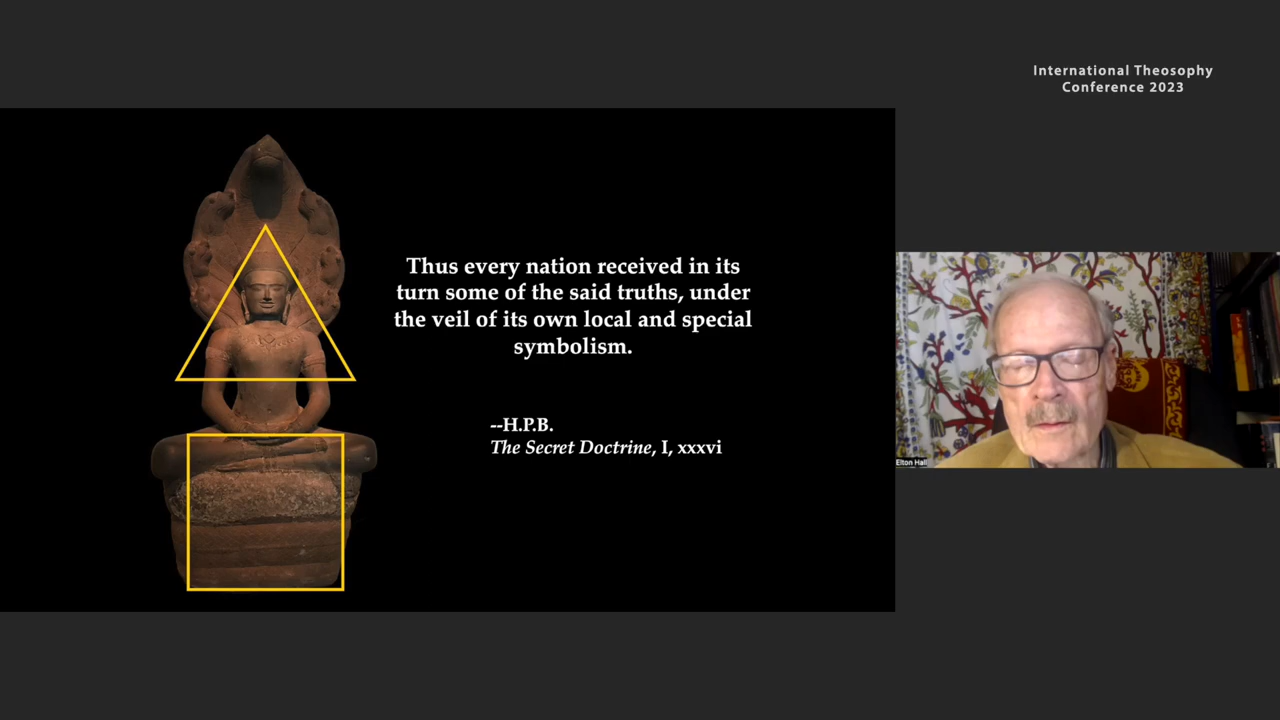 International Theosophy
Conference 2023
Thus every nation received in its
turn some of the said truths, under
the veil of its own local and special
symbolism.
--H.P.B.
The Secret Doctrine, I, xxxvi
Elton Hall